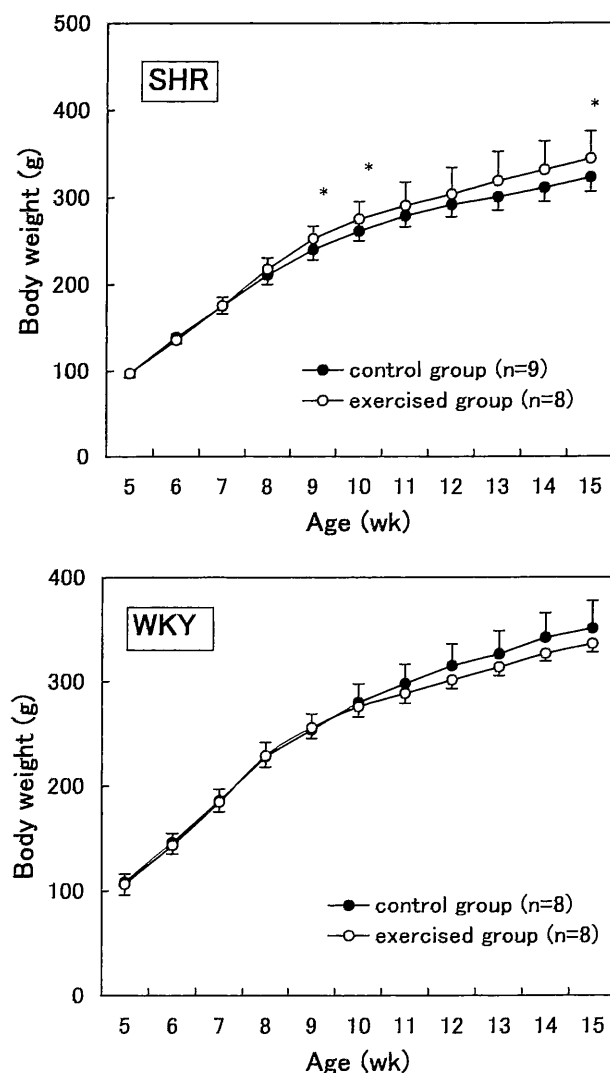 500
SHR
*
400
*
*
300
200
100
0
Body weight (g)
control group (n=9)
exercised group (n=8)
5 6 7 8 9 10 11 12 13 14 15
Age (wk)
400
WKY
300
200
100
0
Body weight (g)
control group (n=8)
exercised group (n=8)
5 6 7 8 9 10 11 12 13 14 15
Age (wk)